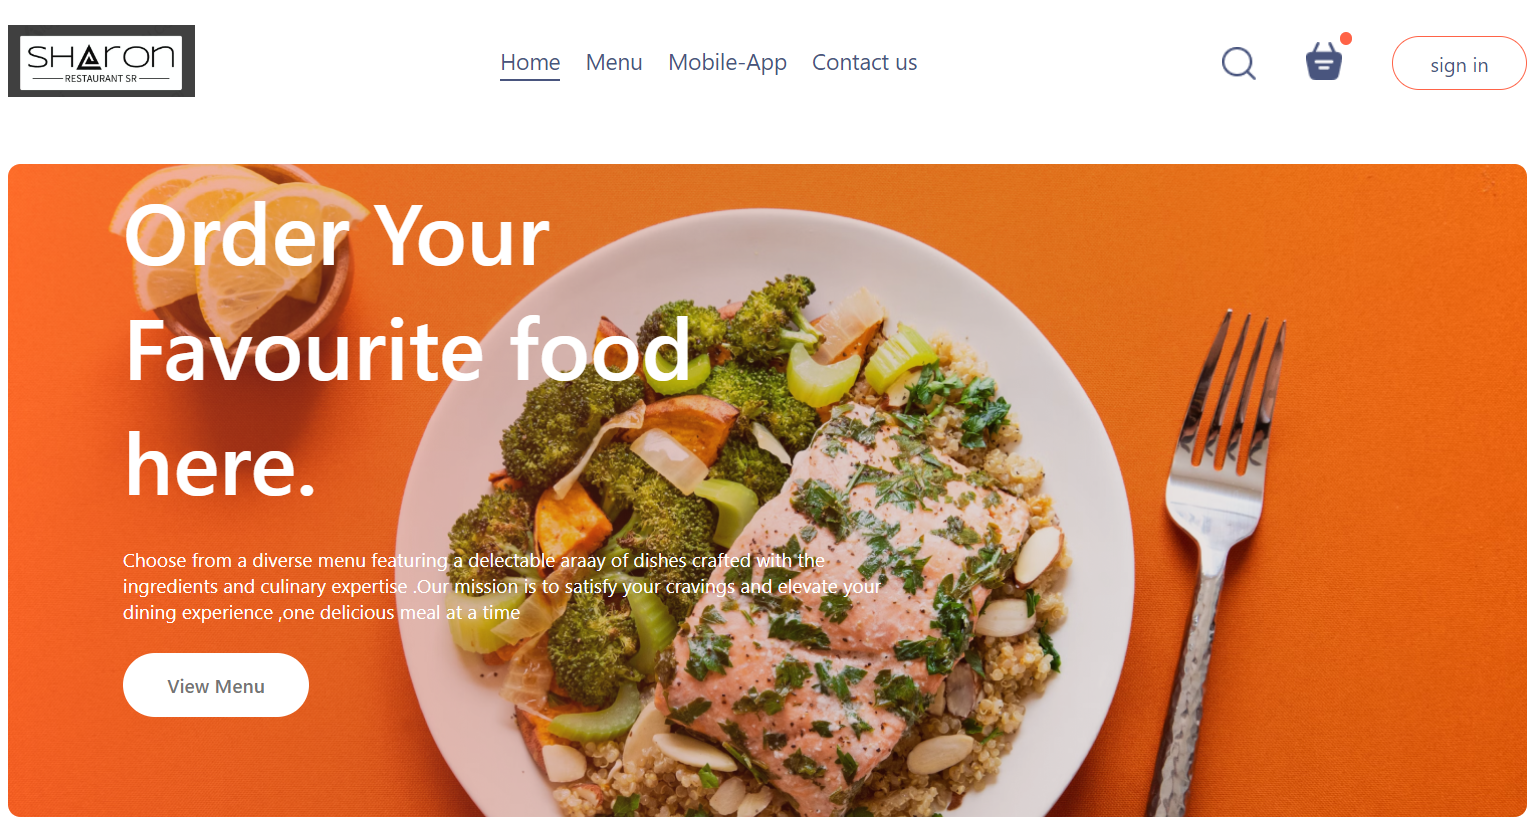 SHARON
RESTAURANT SR
Home Menu Mobile-App Contact us
sign in
Order Your
Favourite food
here.
Choose from a diverse menu featuring a delectable araay of dishes crafted with the
ingredients and culinary expertise .Our mission is to satisfy your cravings and elevate your
dining experience ,one delicious meal at a time
View Menu